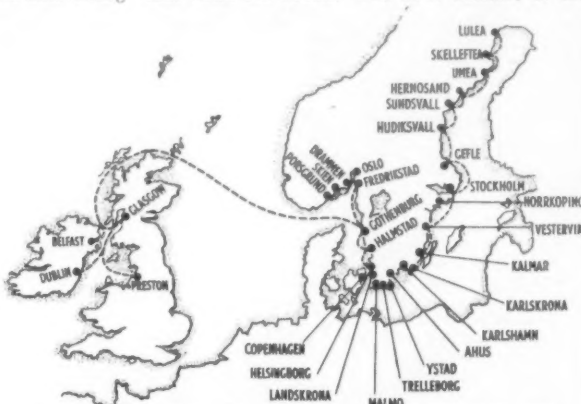 LULEA
SKELLEFTEA
UMEA
HERNOSAND
SUNDSVALL
HUDIKSVALL
GEFLE
DRAMMEN
SKIEN
PORSGRUND
OSLO
FREDRIKSTAD
STOCKHOLM
NORRKOPING
GOTHENBURG
HALMSTAD
VESTERVIK
GLASGOW
BELFAST
DUBLIN
PRESTON
KALMAR
KARLSKRONA
KARLSHAMN
AHUS
YSTAD
TRELLEBORG
MALMO
COPENHAGEN
HELSINGBORG
LANDSKRONA